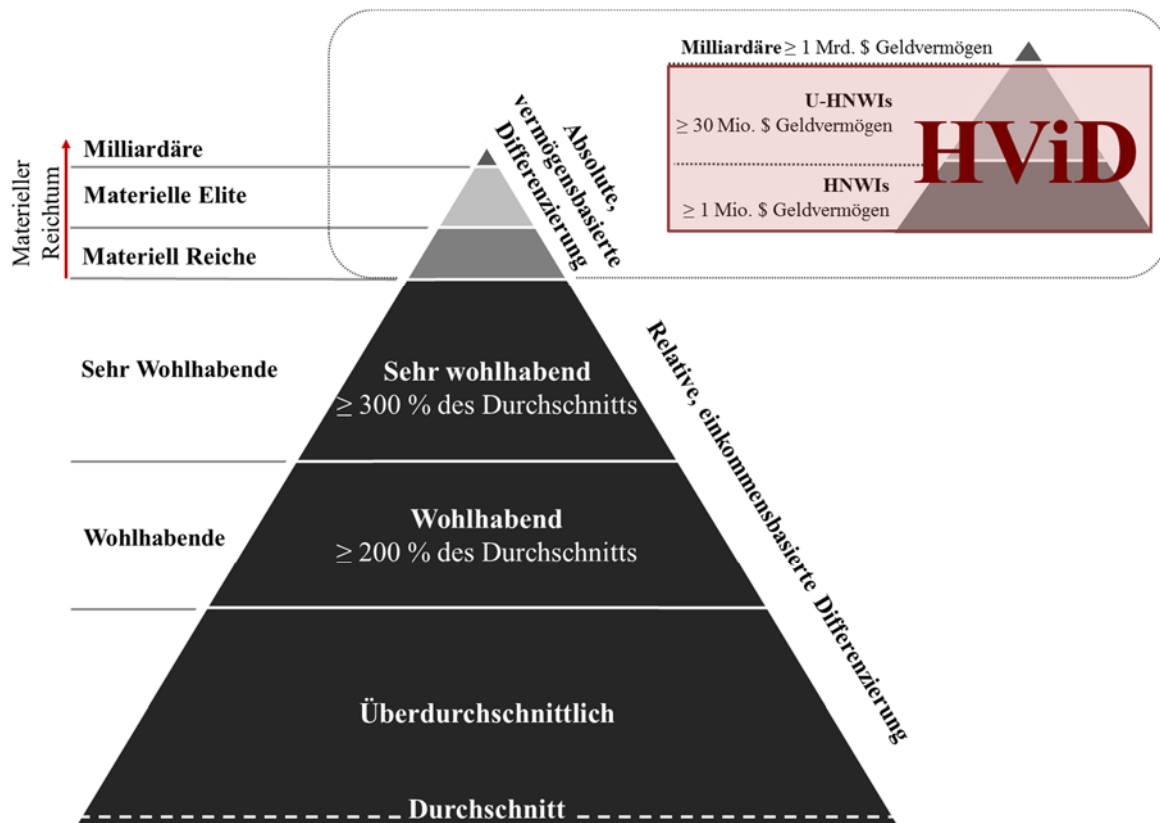 Milliardäre ≥ 1 Mrd. $ Geldvermögen
U-HNWIs
≥ 30 Mio. $ Geldvermögen
HNWIs
≥ 1 Mio. $ Geldvermögen
HViD
Absolute,
vermögensbasierte
Differenzierung
Materieller
Reichtum
Milliardäre
Materielle Elite
Materiell Reiche
Sehr Wohlhabende
Sehr wohlhabend
≥ 300 % des Durchschnitts
Relative, einkommensbasierte Differenzierung
Wohlhabende
Wohlhabend
≥ 200 % des Durchschnitts
Überdurchschnittlich
Durchschnitt